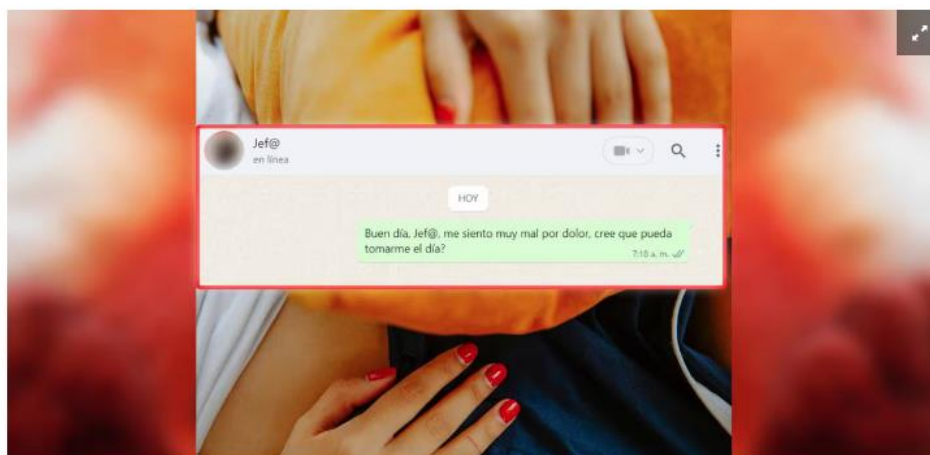 Jef@
en línea
HOY
Buen día, Jef@, me siento muy mal por dolor, cree que pueda
tomarme el día?
7:18 a. m.